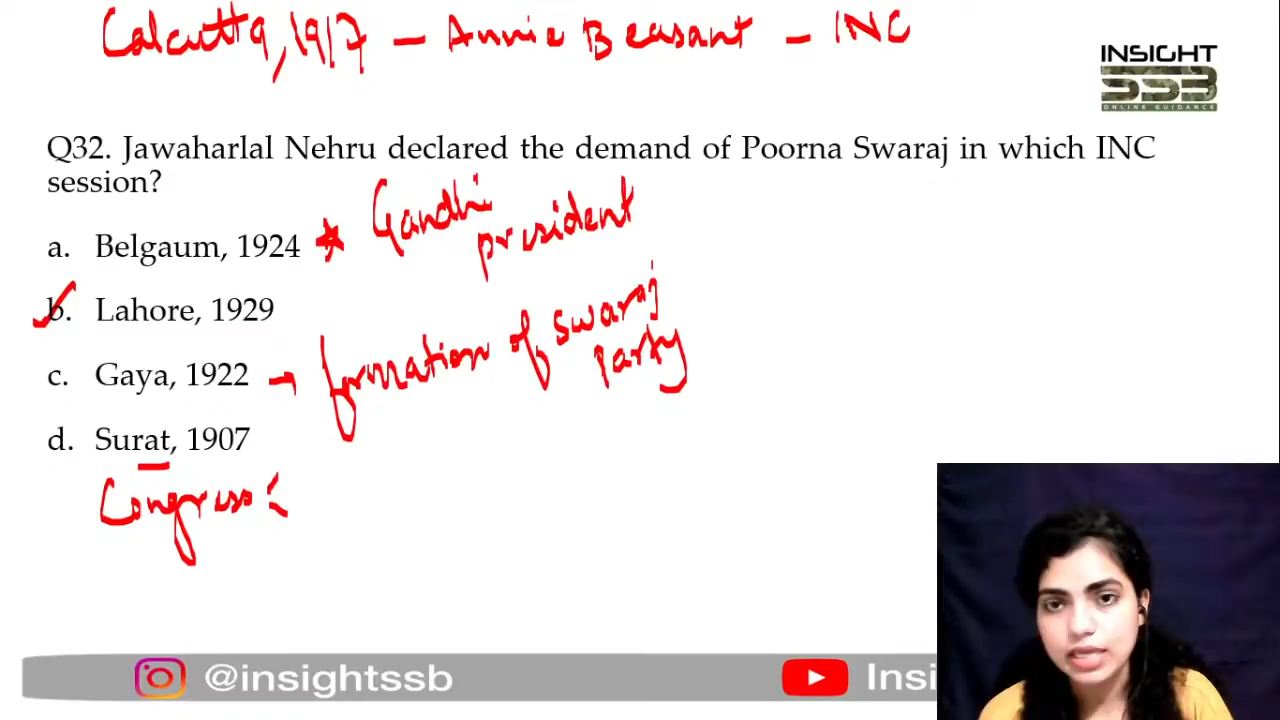 Calcutta, 1917 - Annie Beasant - INC
INSIGHT
SSB
ONLINE GUIDANCE
Q32. Jawaharlal Nehru declared the demand of Poorna Swaraj in which INC
session?
a. Belgaum, 1924 * Gandhi
president
b. Lahore, 1929
c. Gaya, 1922 → formation of swaraj
party
d. Surat, 1907
Congress
@insightssb
Insi